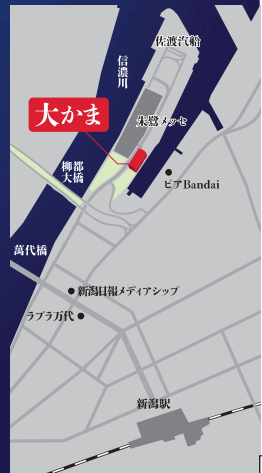 佐渡汽船
信濃川
大かま
朱鷺メッセ
柳都
大橋
ピアBandai
萬代橋
新潟日報メディアシップ
ラブラ万代
新潟駅